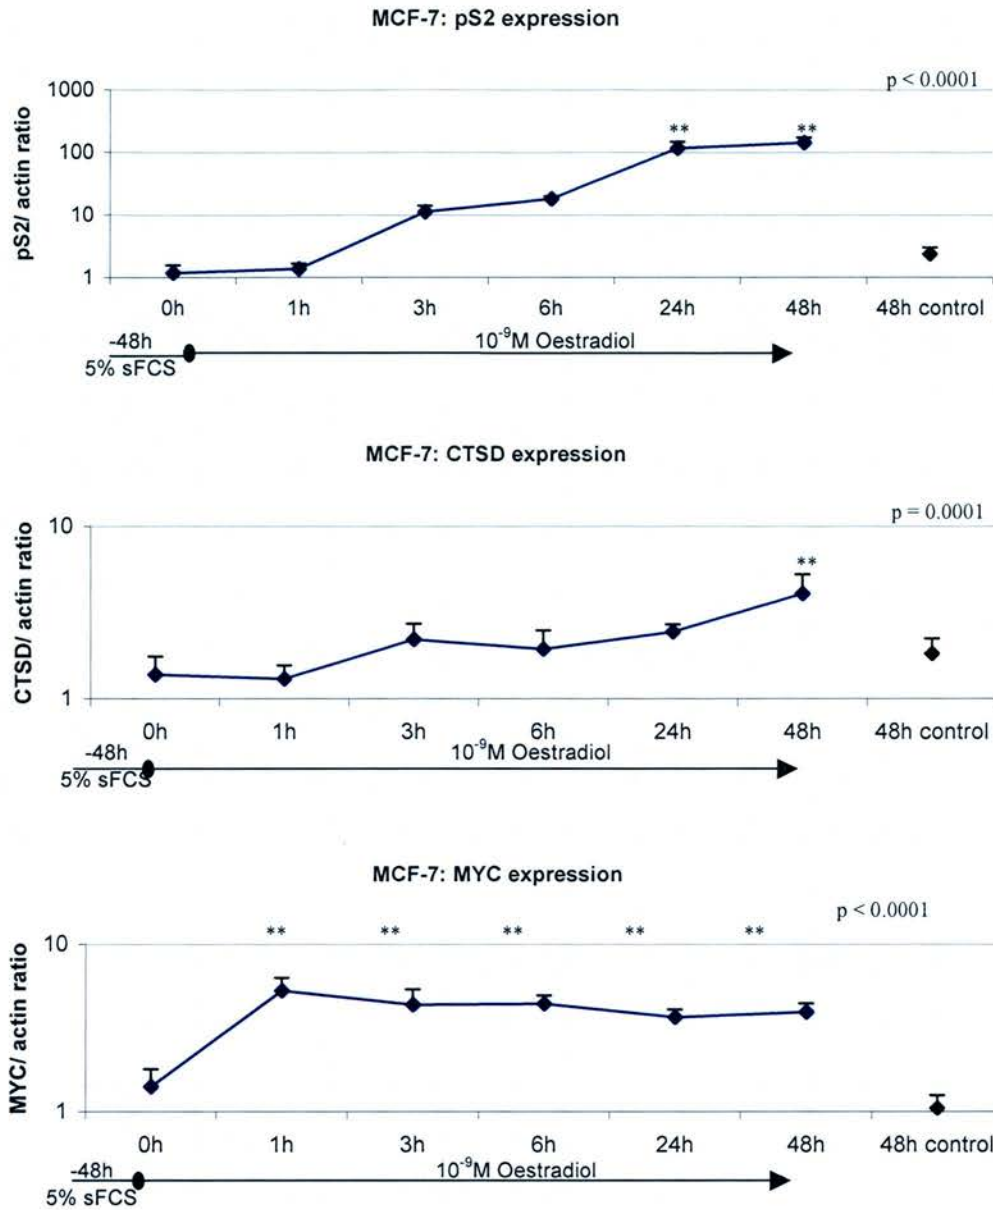 MCF-7: pS2 expression
p < 0.0001
1000
100
10
1
pS2/ actin ratio
** **
0h 1h 3h 6h 24h 48h 48h control
-48h
10⁻⁹M Oestradiol
5% sFCS
MCF-7: CTSD expression
p = 0.0001
10
1
CTSD/ actin ratio
**
0h 1h 3h 6h 24h 48h 48h control
-48h
10⁻⁹M Oestradiol
5% sFCS
MCF-7: MYC expression
p < 0.0001
** ** ** ** **
10
1
MYC/ actin ratio
0h 1h 3h 6h 24h 48h 48h control
-48h
10⁻⁹M Oestradiol
5% sFCS